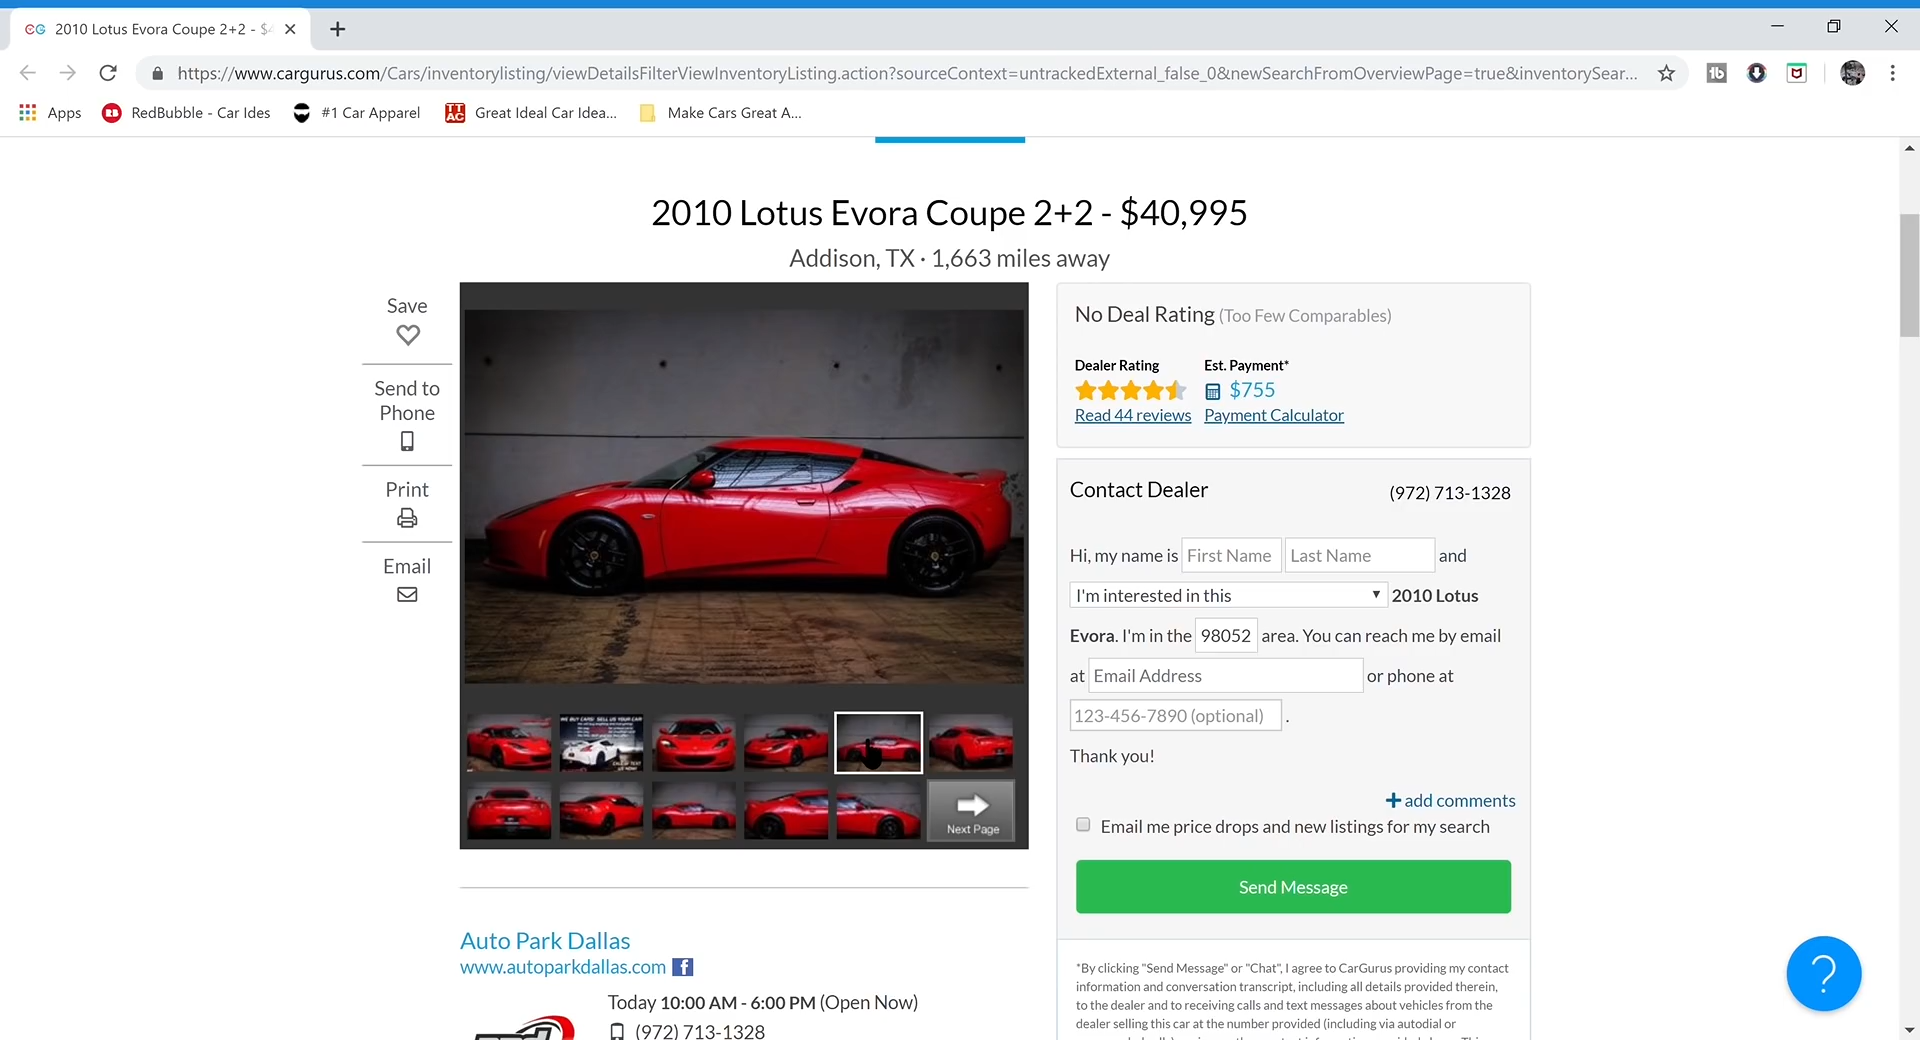 2010 Lotus Evora Coupe 2+2 - $4
https://www.cargurus.com/Cars/inventorylisting/viewDetailsFilterViewInventoryListing.action?sourceContext=untrackedExternal_false_0&newSearchFromOverviewPage=true&inventorySear...
Apps RedBubble - Car Ides #1 Car Apparel Great Ideal Car Idea... Make Cars Great A...
2010 Lotus Evora Coupe 2+2 - $40,995
Addison, TX · 1,663 miles away
Save
Send to
Phone
Print
Email
WE BUY CARS! SELL US YOUR CAR!
Next Page
No Deal Rating (Too Few Comparables)
Dealer Rating Est. Payment*
$755
Read 44 reviews Payment Calculator
Contact Dealer (972) 713-1328
Hi, my name is First Name Last Name and
I'm interested in this 2010 Lotus
Evora. I'm in the 98052 area. You can reach me by email
at Email Address or phone at
123-456-7890 (optional) .
Thank you!
+ add comments
Email me price drops and new listings for my search
Send Message
*By clicking "Send Message" or "Chat", I agree to CarGurus providing my contact
information and conversation transcript, including all details provided therein,
to the dealer and to receiving calls and text messages about vehicles from the
dealer selling this car at the number provided (including via autodial or
Auto Park Dallas
www.autoparkdallas.com
Today 10:00 AM - 6:00 PM (Open Now)
(972) 713-1328
?